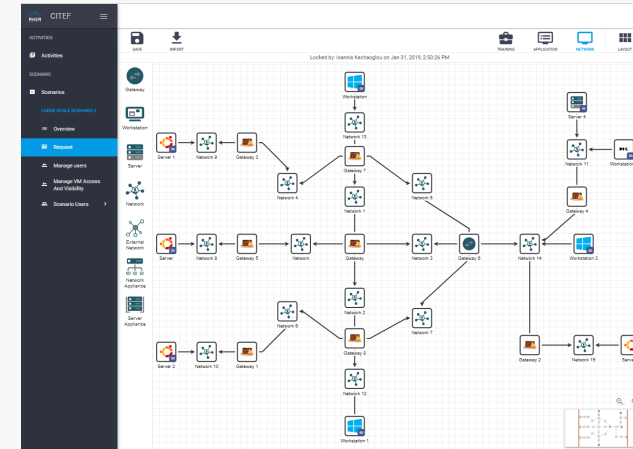 EHCR CITEF
ACTIVITIES
Activities
SCENARIO
Scenarios
LARGE SCALE SCENARIO 2
Overview
Request
Manage users
Manage VM Access
And Visibility
Scenario Users
SAVE
IMPORT
TRAINING
APPLICATION
NETWORK
LAYOUT
Locked by: Ioannis Kechaoglou on Jan 31, 2019, 2:50:26 PM
Gateway
Workstation
Server
Network
External
Network
Network
Appliance
Server
Appliance
Workstation
Network 13
Server 4
Server 1
Network 9
Gateway 3
Gateway 7
Network 11
Workstation
Network 4
Network 5
Network 1
Gateway 4
Server
Network 8
Gateway 5
Network
Gateway
Network 3
Gateway 6
Network 14
Workstation 3
Network 2
Network 6
Network 7
Server 2
Network 10
Gateway 1
Gateway 8
Gateway 2
Network 15
Serve
Network 12
Workstation 1